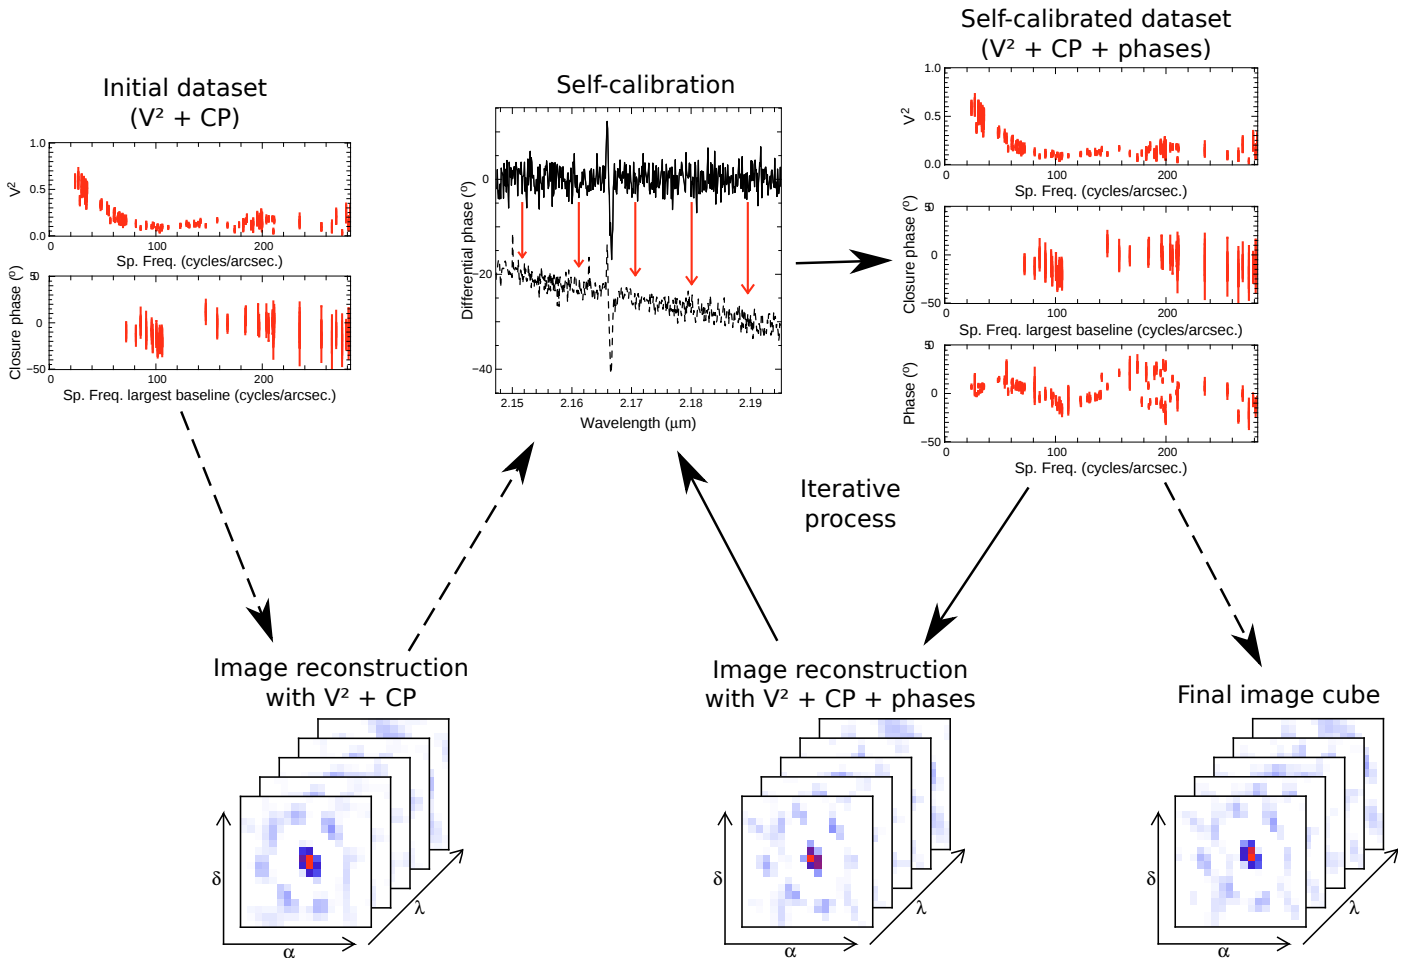 Initial dataset
(V² + CP)
1.0
0.5
0.0
V²
0
100
200
Sp. Freq. (cycles/arcsec.)
50
0
−50
Closure phase (º)
0
100
200
Sp. Freq. largest baseline (cycles/arcsec.)
Self-calibration
0
−20
−40
Differential phase (º)
2.15
2.16
2.17
2.18
2.19
Wavelength (μm)
Self-calibrated dataset
(V² + CP + phases)
1.0
0.5
0.0
V²
0
100
200
Sp. Freq. (cycles/arcsec.)
0
−50
Closure phase (º)
0
100
200
Sp. Freq. largest baseline (cycles/arcsec.)
0
−50
Phase (º)
0
100
200
Sp. Freq. (cycles/arcsec.)
Iterative
process
Image reconstruction
with V² + CP
δ
α
λ
Image reconstruction
with V² + CP + phases
δ
α
λ
Final image cube
δ
α
λ